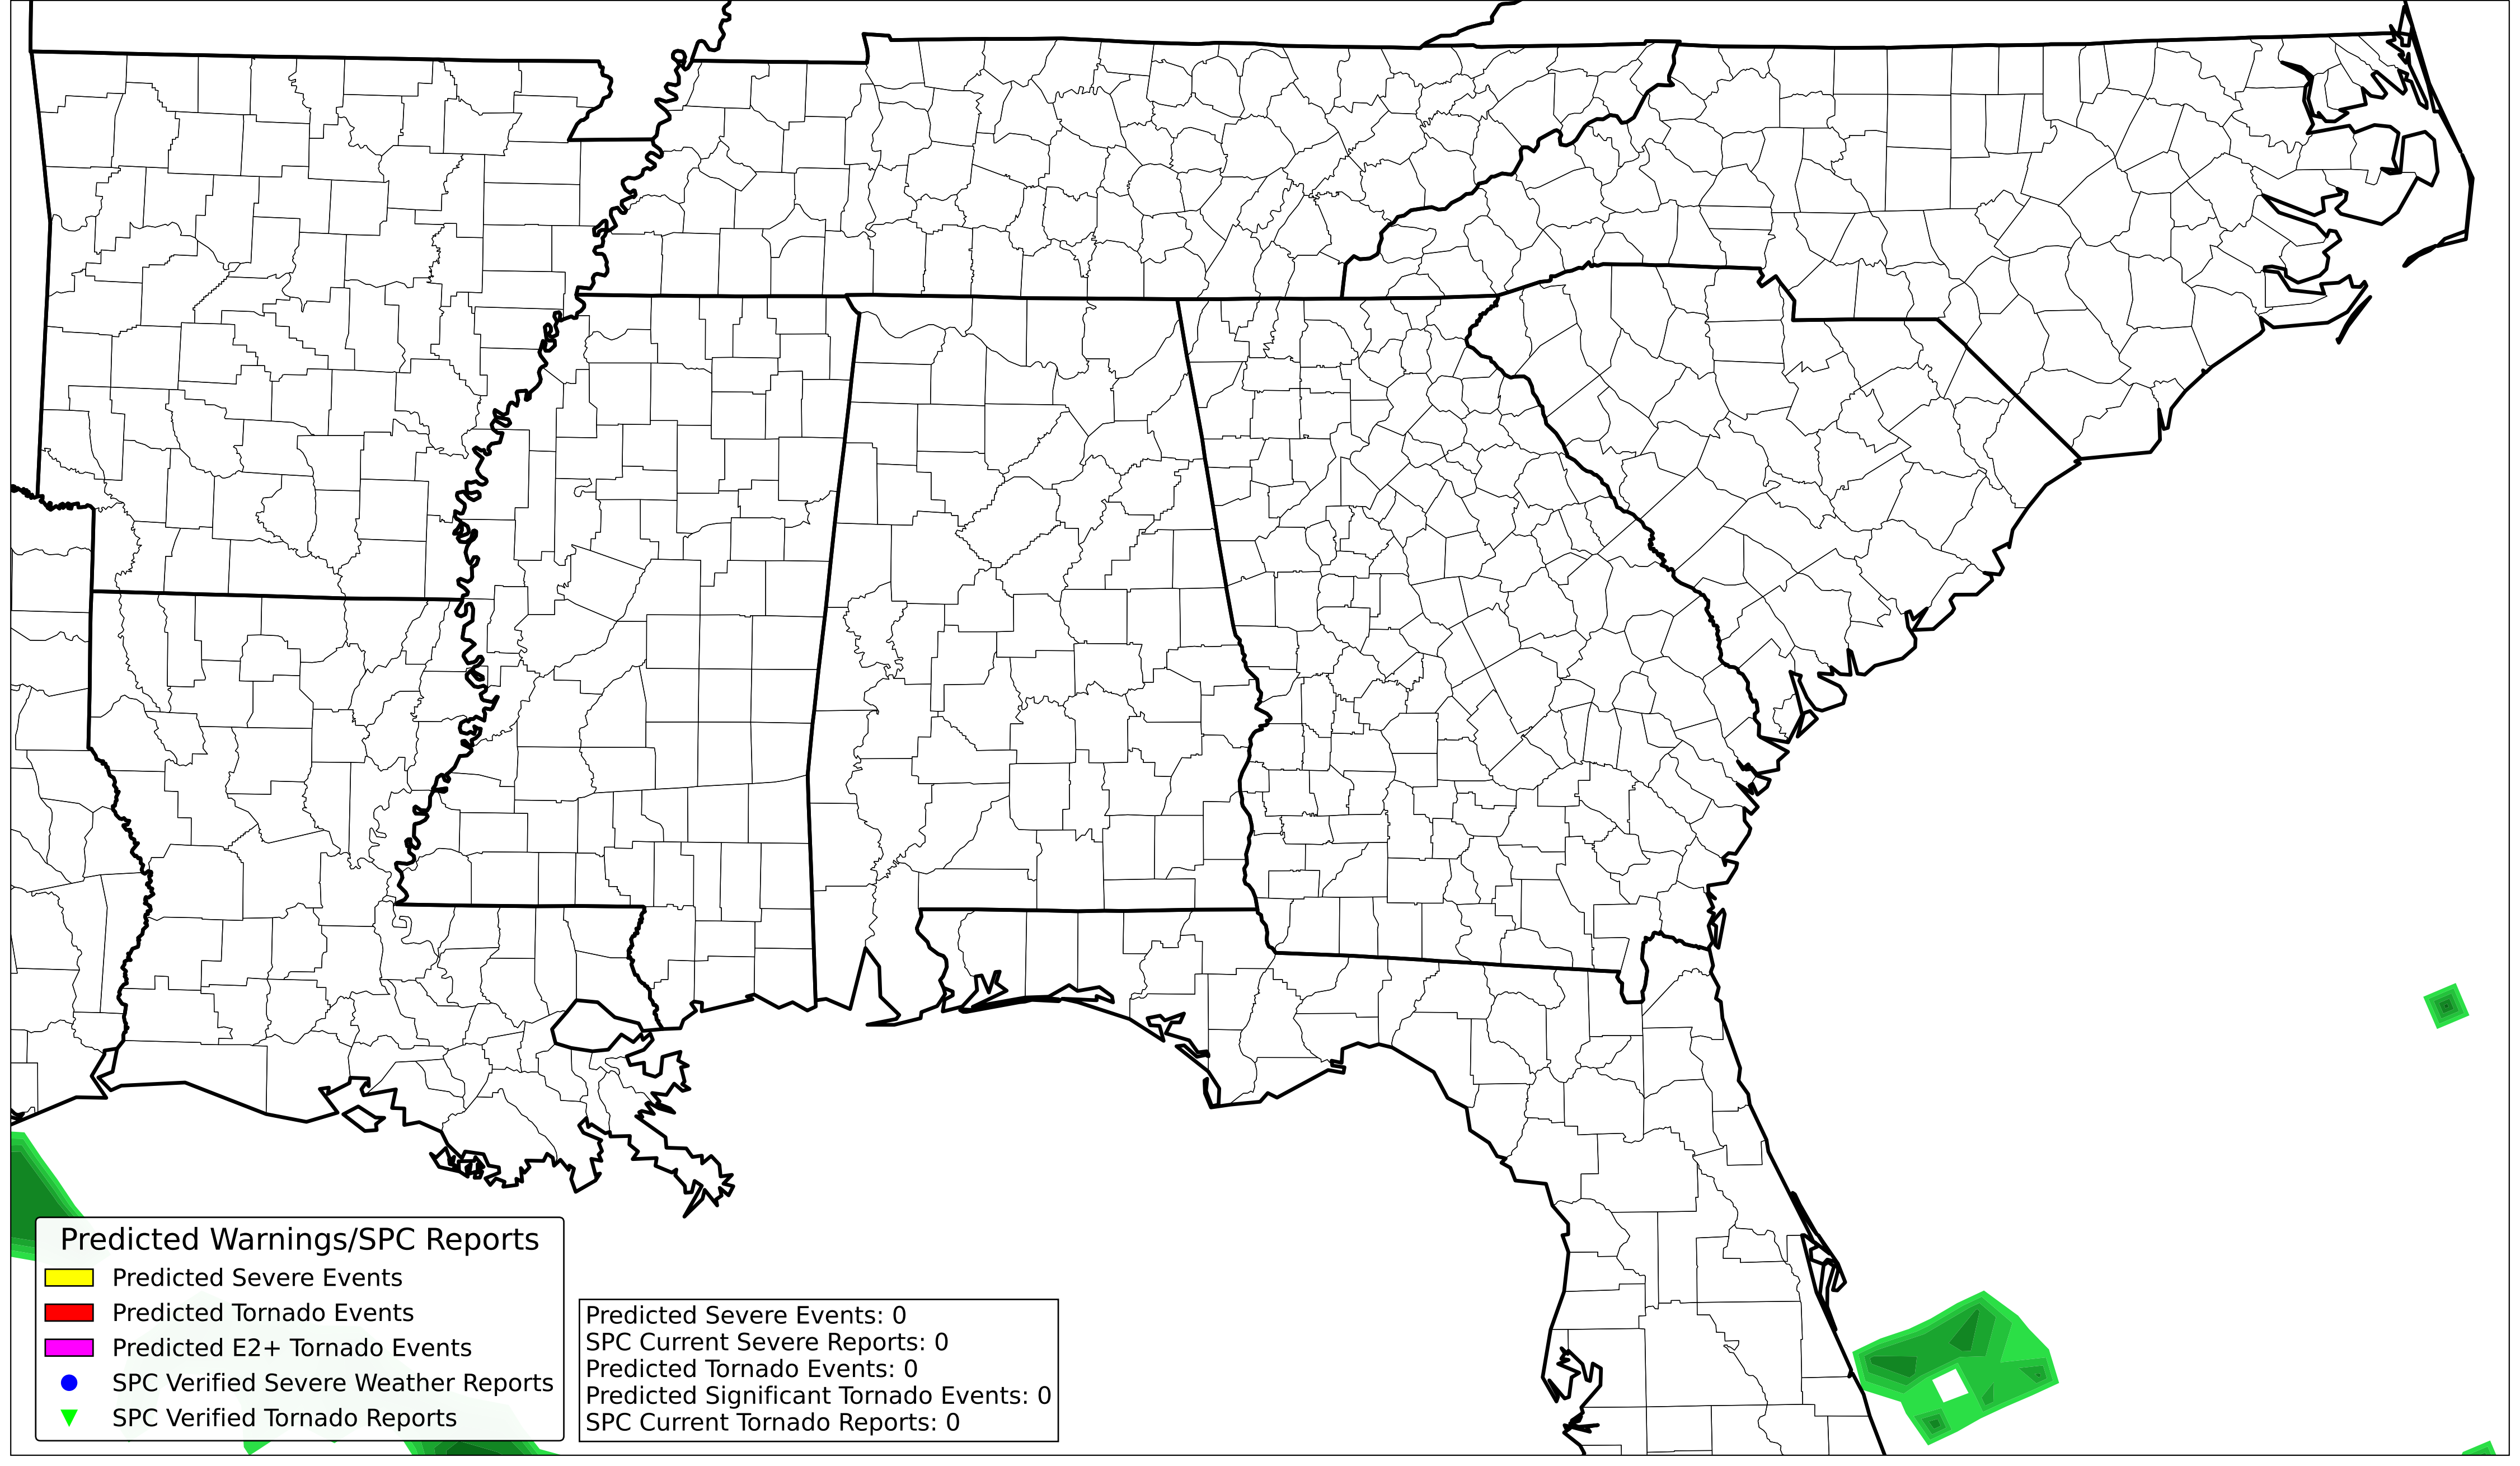 Predicted Warnings/SPC Reports
Predicted Severe Events
Predicted Tornado Events
Predicted E2+ Tornado Events
SPC Verified Severe Weather Reports
SPC Verified Tornado Reports
Predicted Severe Events: 0
SPC Current Severe Reports: 0
Predicted Tornado Events: 0
Predicted Significant Tornado Events: 0
SPC Current Tornado Reports: 0